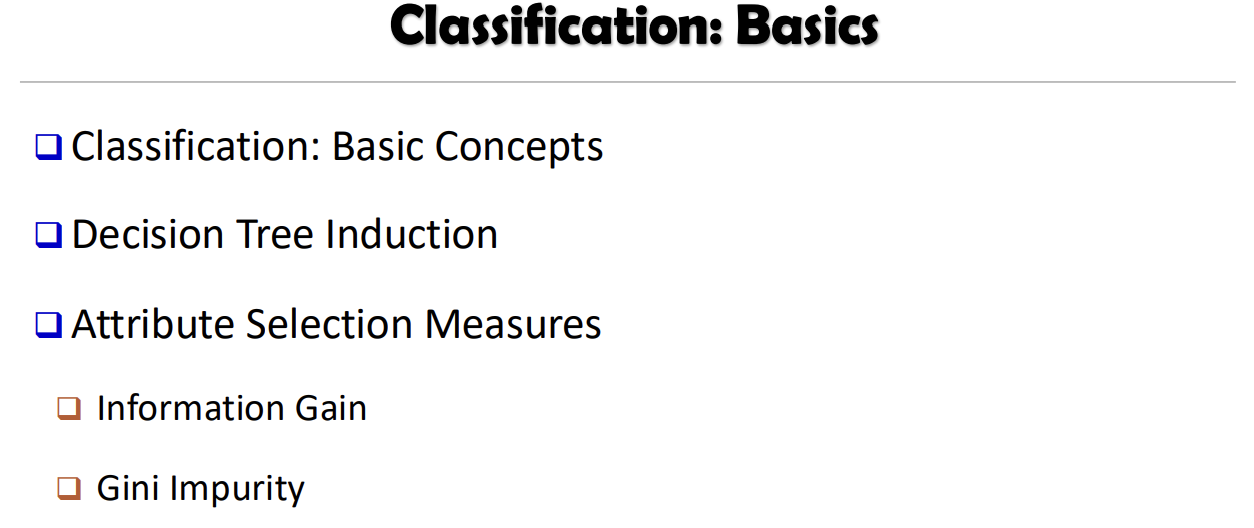 Classification: Basics
Classification: Basic Concepts
Decision Tree Induction
Attribute Selection Measures
Information Gain
Gini Impurity